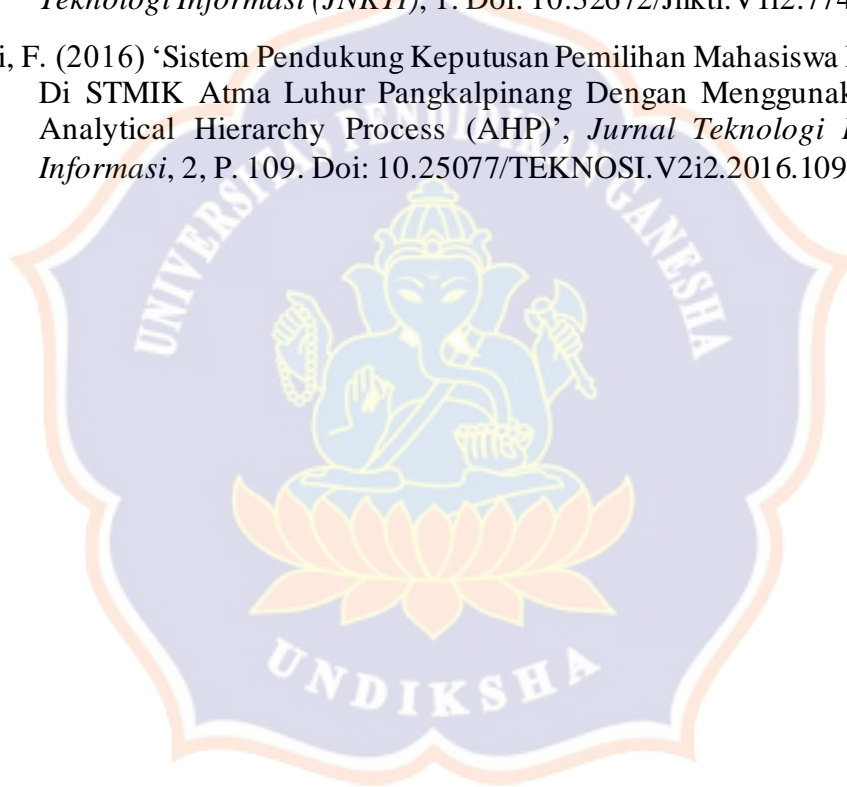 Teknologi Informasi (JNKTI), 1. Doi: 10.32672/Jnkti.V1i2.774
i, F. (2016) ‘Sistem Pendukung Keputusan Pemilihan Mahasiswa
Di STMIK Atma Luhur Pangkalpinang Dengan Menggunak
Analytical Hierarchy Process (AHP)’, Jurnal Teknologi
Informasi, 2, P. 109. Doi: 10.25077/TEKNOSI.V2i2.2016.109
UNIVERSITAS PENDIDIKAN GANESHA
UNDIKSHA